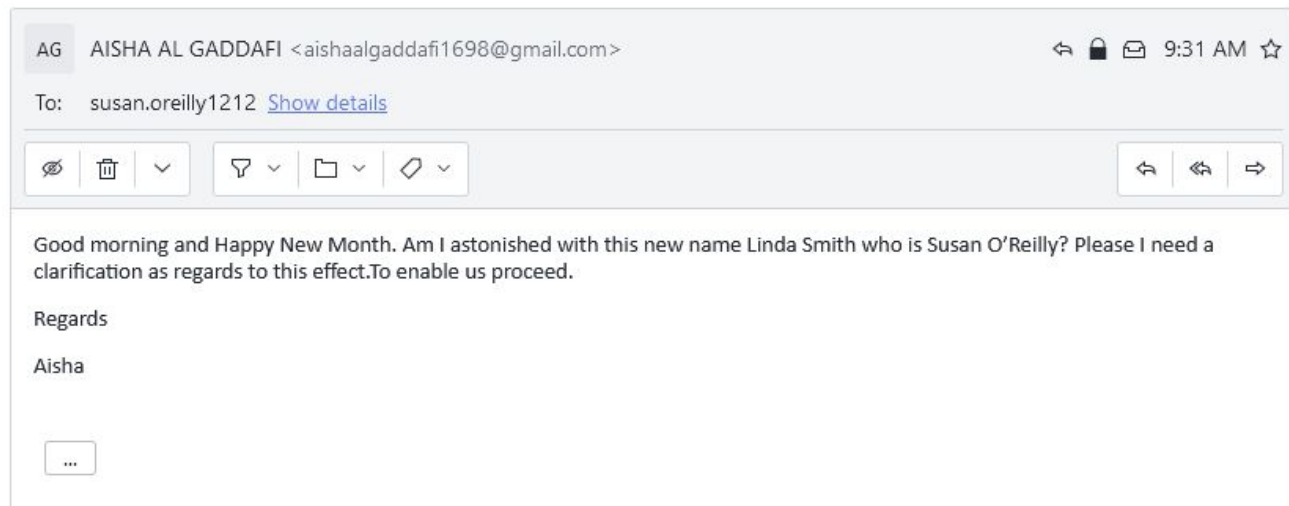 AG AISHA AL GADDAFI <aishaalgaddafi1698@gmail.com> 9:31 AM
To: susan.oreilly1212 Show details
Good morning and Happy New Month. Am I astonished with this new name Linda Smith who is Susan O’Reilly? Please I need a
clarification as regards to this effect.To enable us proceed.
Regards
Aisha
...